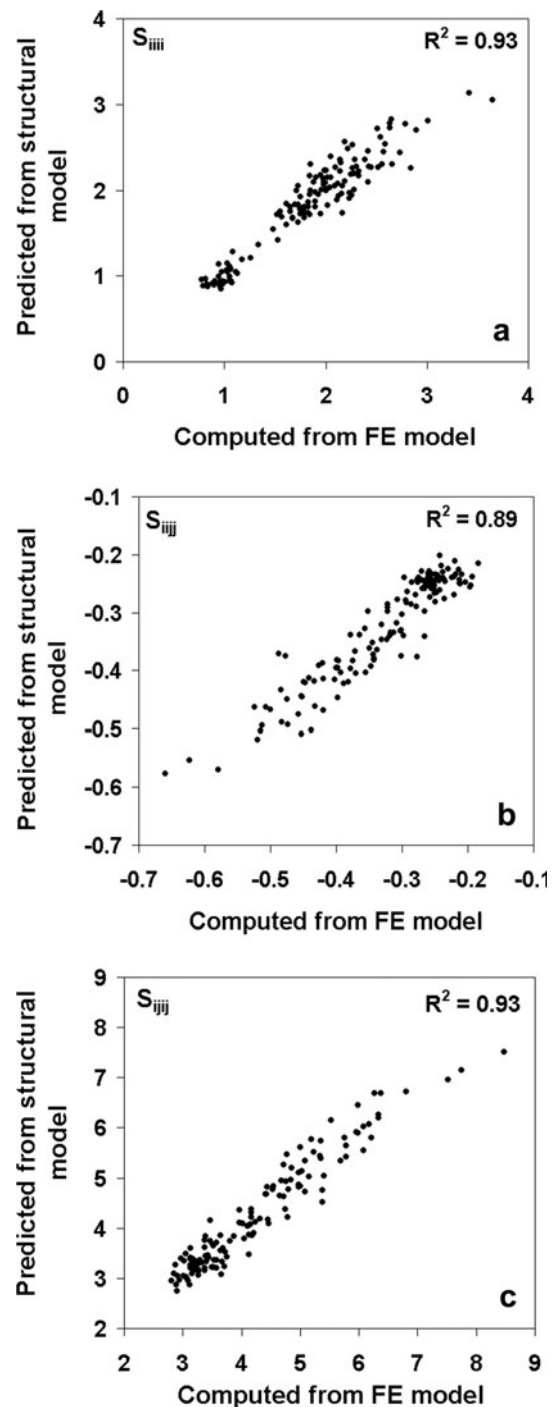 S_iiii
R² = 0.93
4
3
2
1
0
Predicted from structural
model
a
0 1 2 3 4
Computed from FE model
S_iijj
R² = 0.89
-0.1
-0.2
-0.3
-0.4
-0.5
-0.6
-0.7
Predicted from structural
model
b
-0.7 -0.6 -0.5 -0.4 -0.3 -0.2 -0.1
Computed from FE model
S_ijij
R² = 0.93
9
8
7
6
5
4
3
2
Predicted from structural
model
c
2 3 4 5 6 7 8 9
Computed from FE model